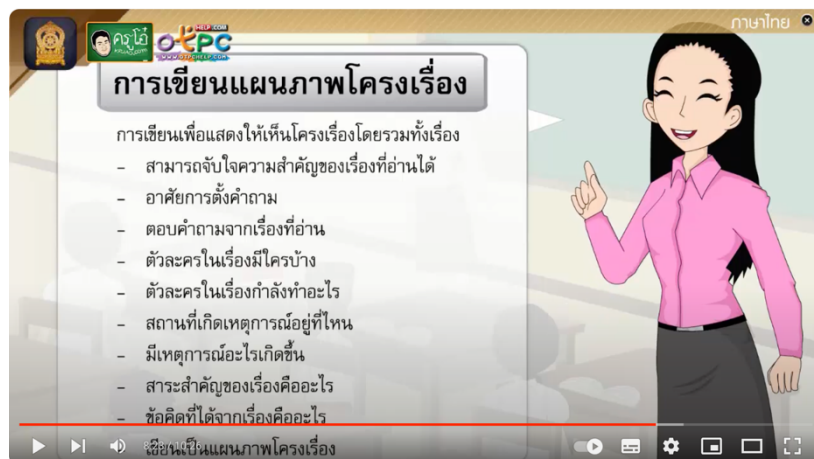 ภาษาไทย
ครูโอ๋
OTPC
HELP.COM
WWW.OTPCHELP.COM
การเขียนแผนภาพโครงเรื่อง
การเขียนเพื่อแสดงให้เห็นโครงเรื่องโดยรวมทั้งเรื่อง
- สามารถจับใจความสำคัญของเรื่องที่อ่านได้
- อาศัยการตั้งคำถาม
- ตอบคำถามจากเรื่องที่อ่าน
- ตัวละครในเรื่องมีใครบ้าง
- ตัวละครในเรื่องกำลังทำอะไร
- สถานที่เกิดเหตุการณ์อยู่ที่ไหน
- มีเหตุการณ์อะไรเกิดขึ้น
- สาระสำคัญของเรื่องคืออะไร
- ข้อคิดที่ได้จากเรื่องคืออะไร
- เขียนเป็นแผนภาพโครงเรื่อง